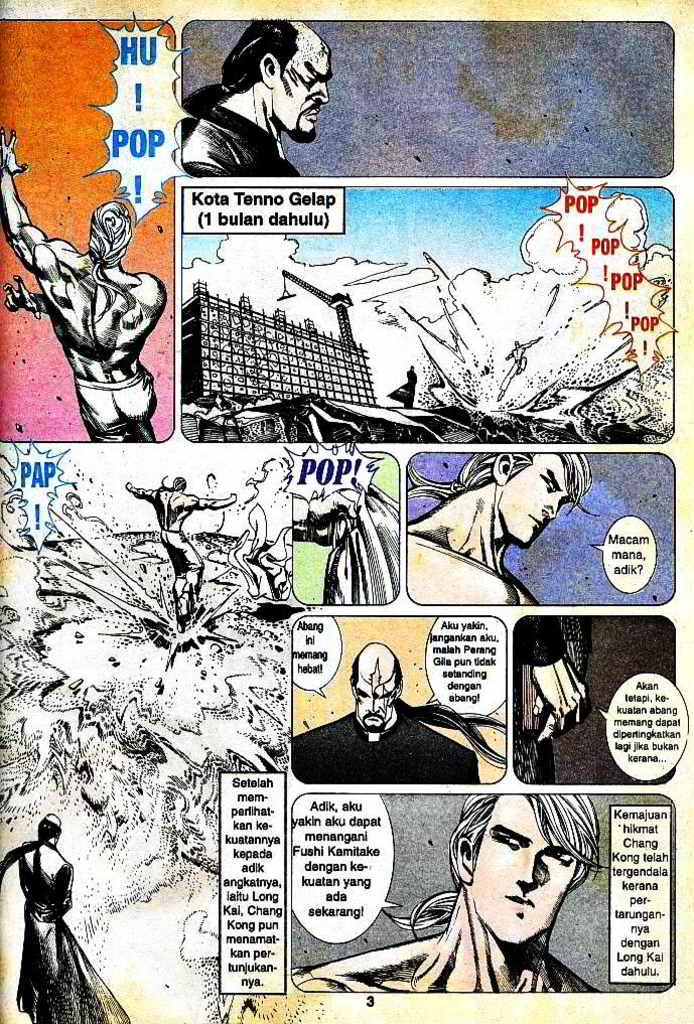 HU
!
POP
!
Kota Tenno Gelap
(1 bulan dahulu)
POP
!
POP
!
POP
!
POP
!
PAP
!
POP!
Macam
mana,
adik?
Abang
ini
memang
hebat!
Aku yakin,
jangankan aku,
malah Perang
Gila pun tidak
setanding
dengan
abang!
Akan
tetapi, ke-
kuatan abang
memang dapat
dipertingkatkan
lagi jika bukan
kerana...
Setelah
mem-
perlihat-
kan ke-
kuatannya
kepada
adik
angkatnya,
iaitu Long
Kai, Chang
Kong pun
menamat-
kan per-
tunjukan-
nya.
Adik, aku
yakin aku dapat
menangani
Fushi Kamitake
dengan ke-
kuatan yang
ada
sekarang!
Kemajuan
hikmat
Chang
Kong telah
tergendala
kerana
per-
tarungan-
nya
dengan
Long Kai
dahulu.
3